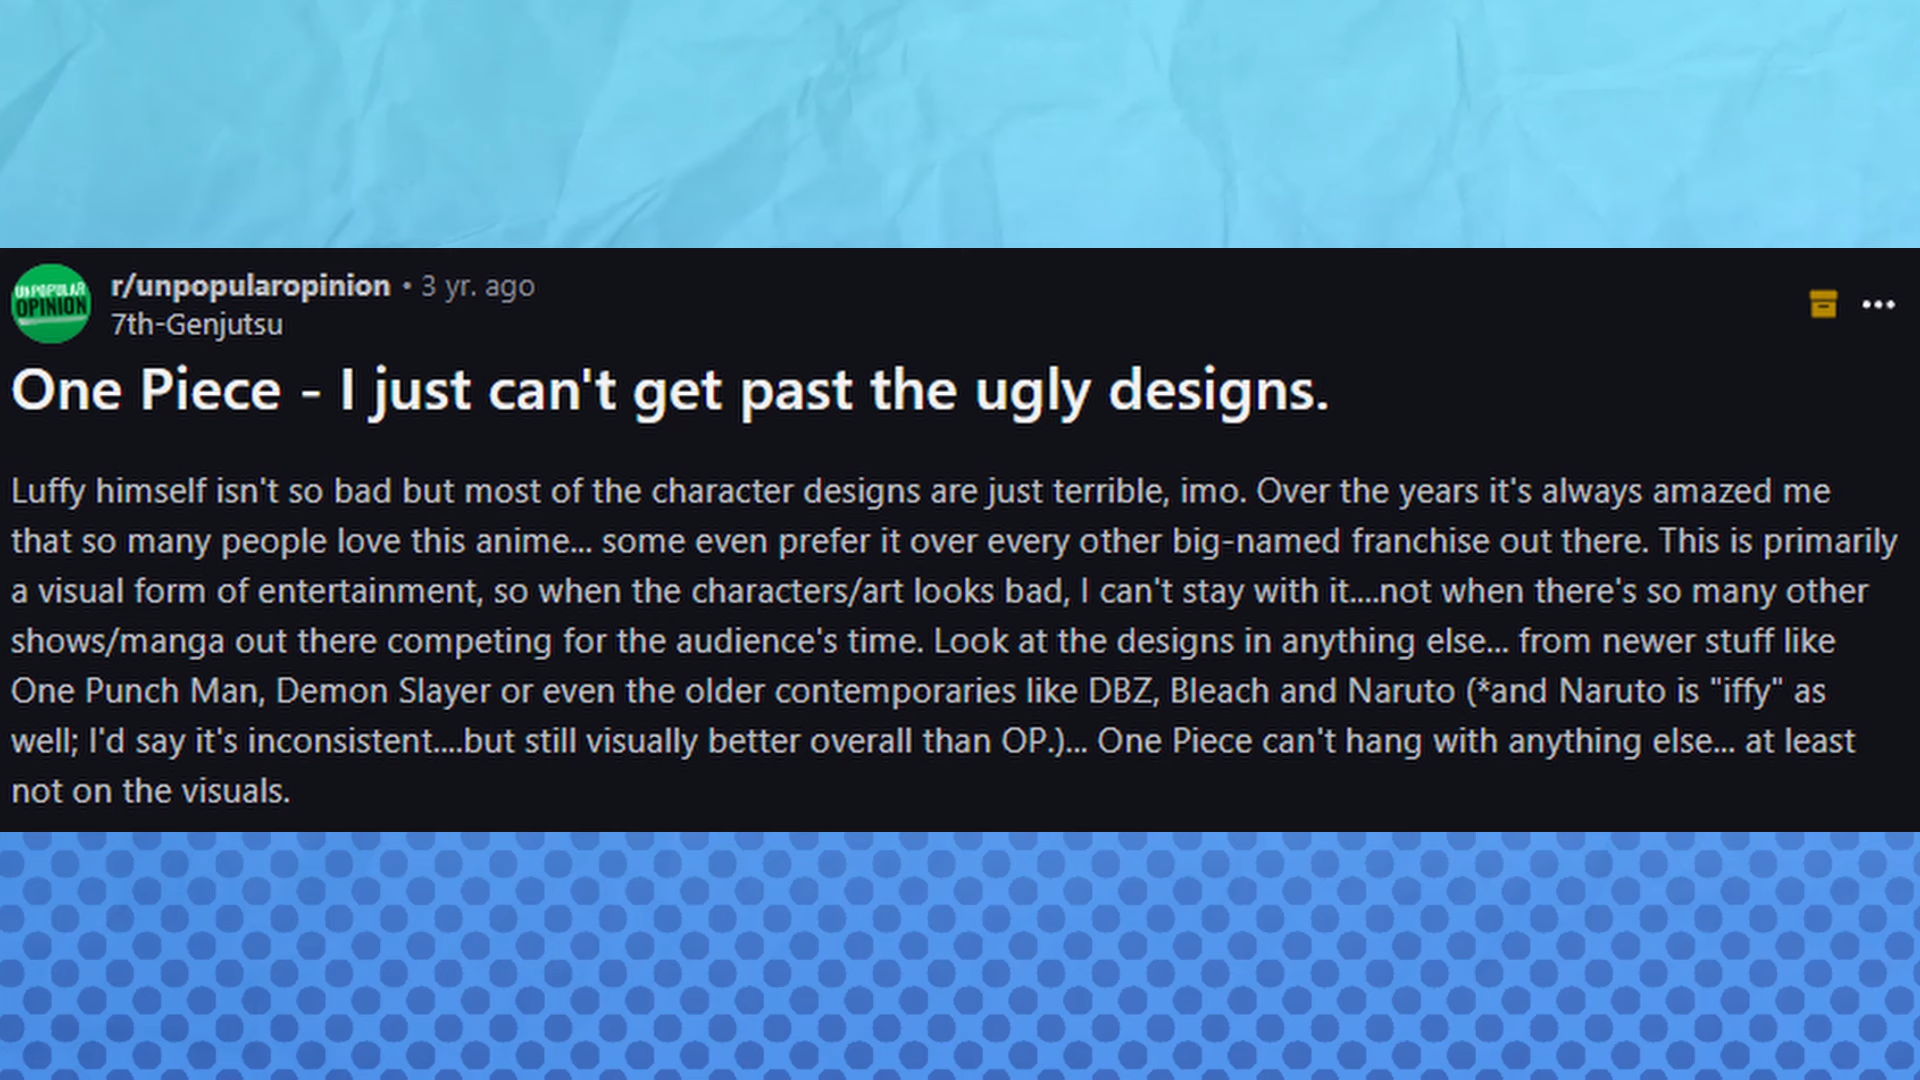 UNPOPULAR
OPINION
r/unpopularopinion • 3 yr. ago
7th-Genjutsu
One Piece - I just can't get past the ugly designs.
Luffy himself isn't so bad but most of the character designs are just terrible, imo. Over the years it's always amazed me
that so many people love this anime... some even prefer it over every other big-named franchise out there. This is primarily
a visual form of entertainment, so when the characters/art looks bad, I can't stay with it....not when there's so many other
shows/manga out there competing for the audience's time. Look at the designs in anything else... from newer stuff like
One Punch Man, Demon Slayer or even the older contemporaries like DBZ, Bleach and Naruto (*and Naruto is "iffy" as
well; I'd say it's inconsistent....but still visually better overall than OP.)... One Piece can't hang with anything else... at least
not on the visuals.